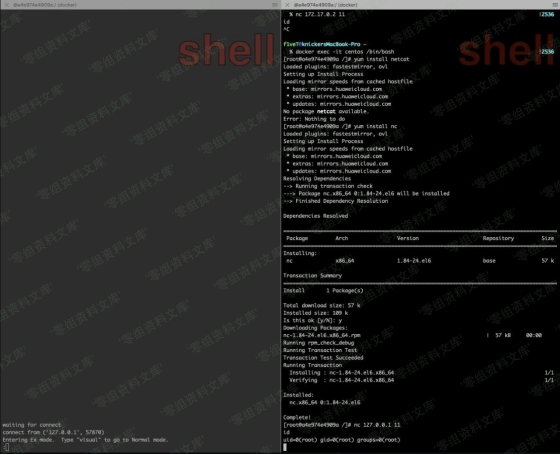 @a4e974e4909a:/ (docker)
waiting for connect
connect from ('127.0.0.1', 57870)
Entering Ex mode.  Type "visual" to go to Normal mode.
:
shell
@a4e974e4909a:/ (docker)
% nc 172.17.0.2 11
id
^C
f1ve7?knickersMacBook-Pro ~
% docker exec -it centos /bin/bash
[root@a4e974e4909a /]# yum install netcat
Loaded plugins: fastestmirror, ovl
Setting up Install Process
Loading mirror speeds from cached hostfile
* base: mirrors.huaweicloud.com
* extras: mirrors.huaweicloud.com
* updates: mirrors.huaweicloud.com
No package netcat available.
Error: Nothing to do
[root@a4e974e4909a /]# yum install nc
Loaded plugins: fastestmirror, ovl
Setting up Install Process
Loading mirror speeds from cached hostfile
* base: mirrors.huaweicloud.com
* extras: mirrors.huaweicloud.com
* updates: mirrors.huaweicloud.com
Resolving Dependencies
--> Running transaction check
---> Package nc.x86_64 0:1.84-24.el6 will be installed
--> Finished Dependency Resolution
Dependencies Resolved
Package Arch Version Repository Size
Installing:
nc x86_64 1.84-24.el6 base 57 k
Transaction Summary
Install 1 Package(s)
Total download size: 57 k
Installed size: 109 k
Is this ok [y/N]: y
Downloading Packages:
nc-1.84-24.el6.x86_64.rpm | 57 kB 00:00
Running rpm_check_debug
Running Transaction Test
Transaction Test Succeeded
Running Transaction
Installing : nc-1.84-24.el6.x86_64 1/1
Verifying : nc-1.84-24.el6.x86_64 1/1
Installed:
nc.x86_64 0:1.84-24.el6
Complete!
[root@a4e974e4909a /]# nc 127.0.0.1 11
id
uid=0(root) gid=0(root) groups=0(root)
shell
零组资料文库